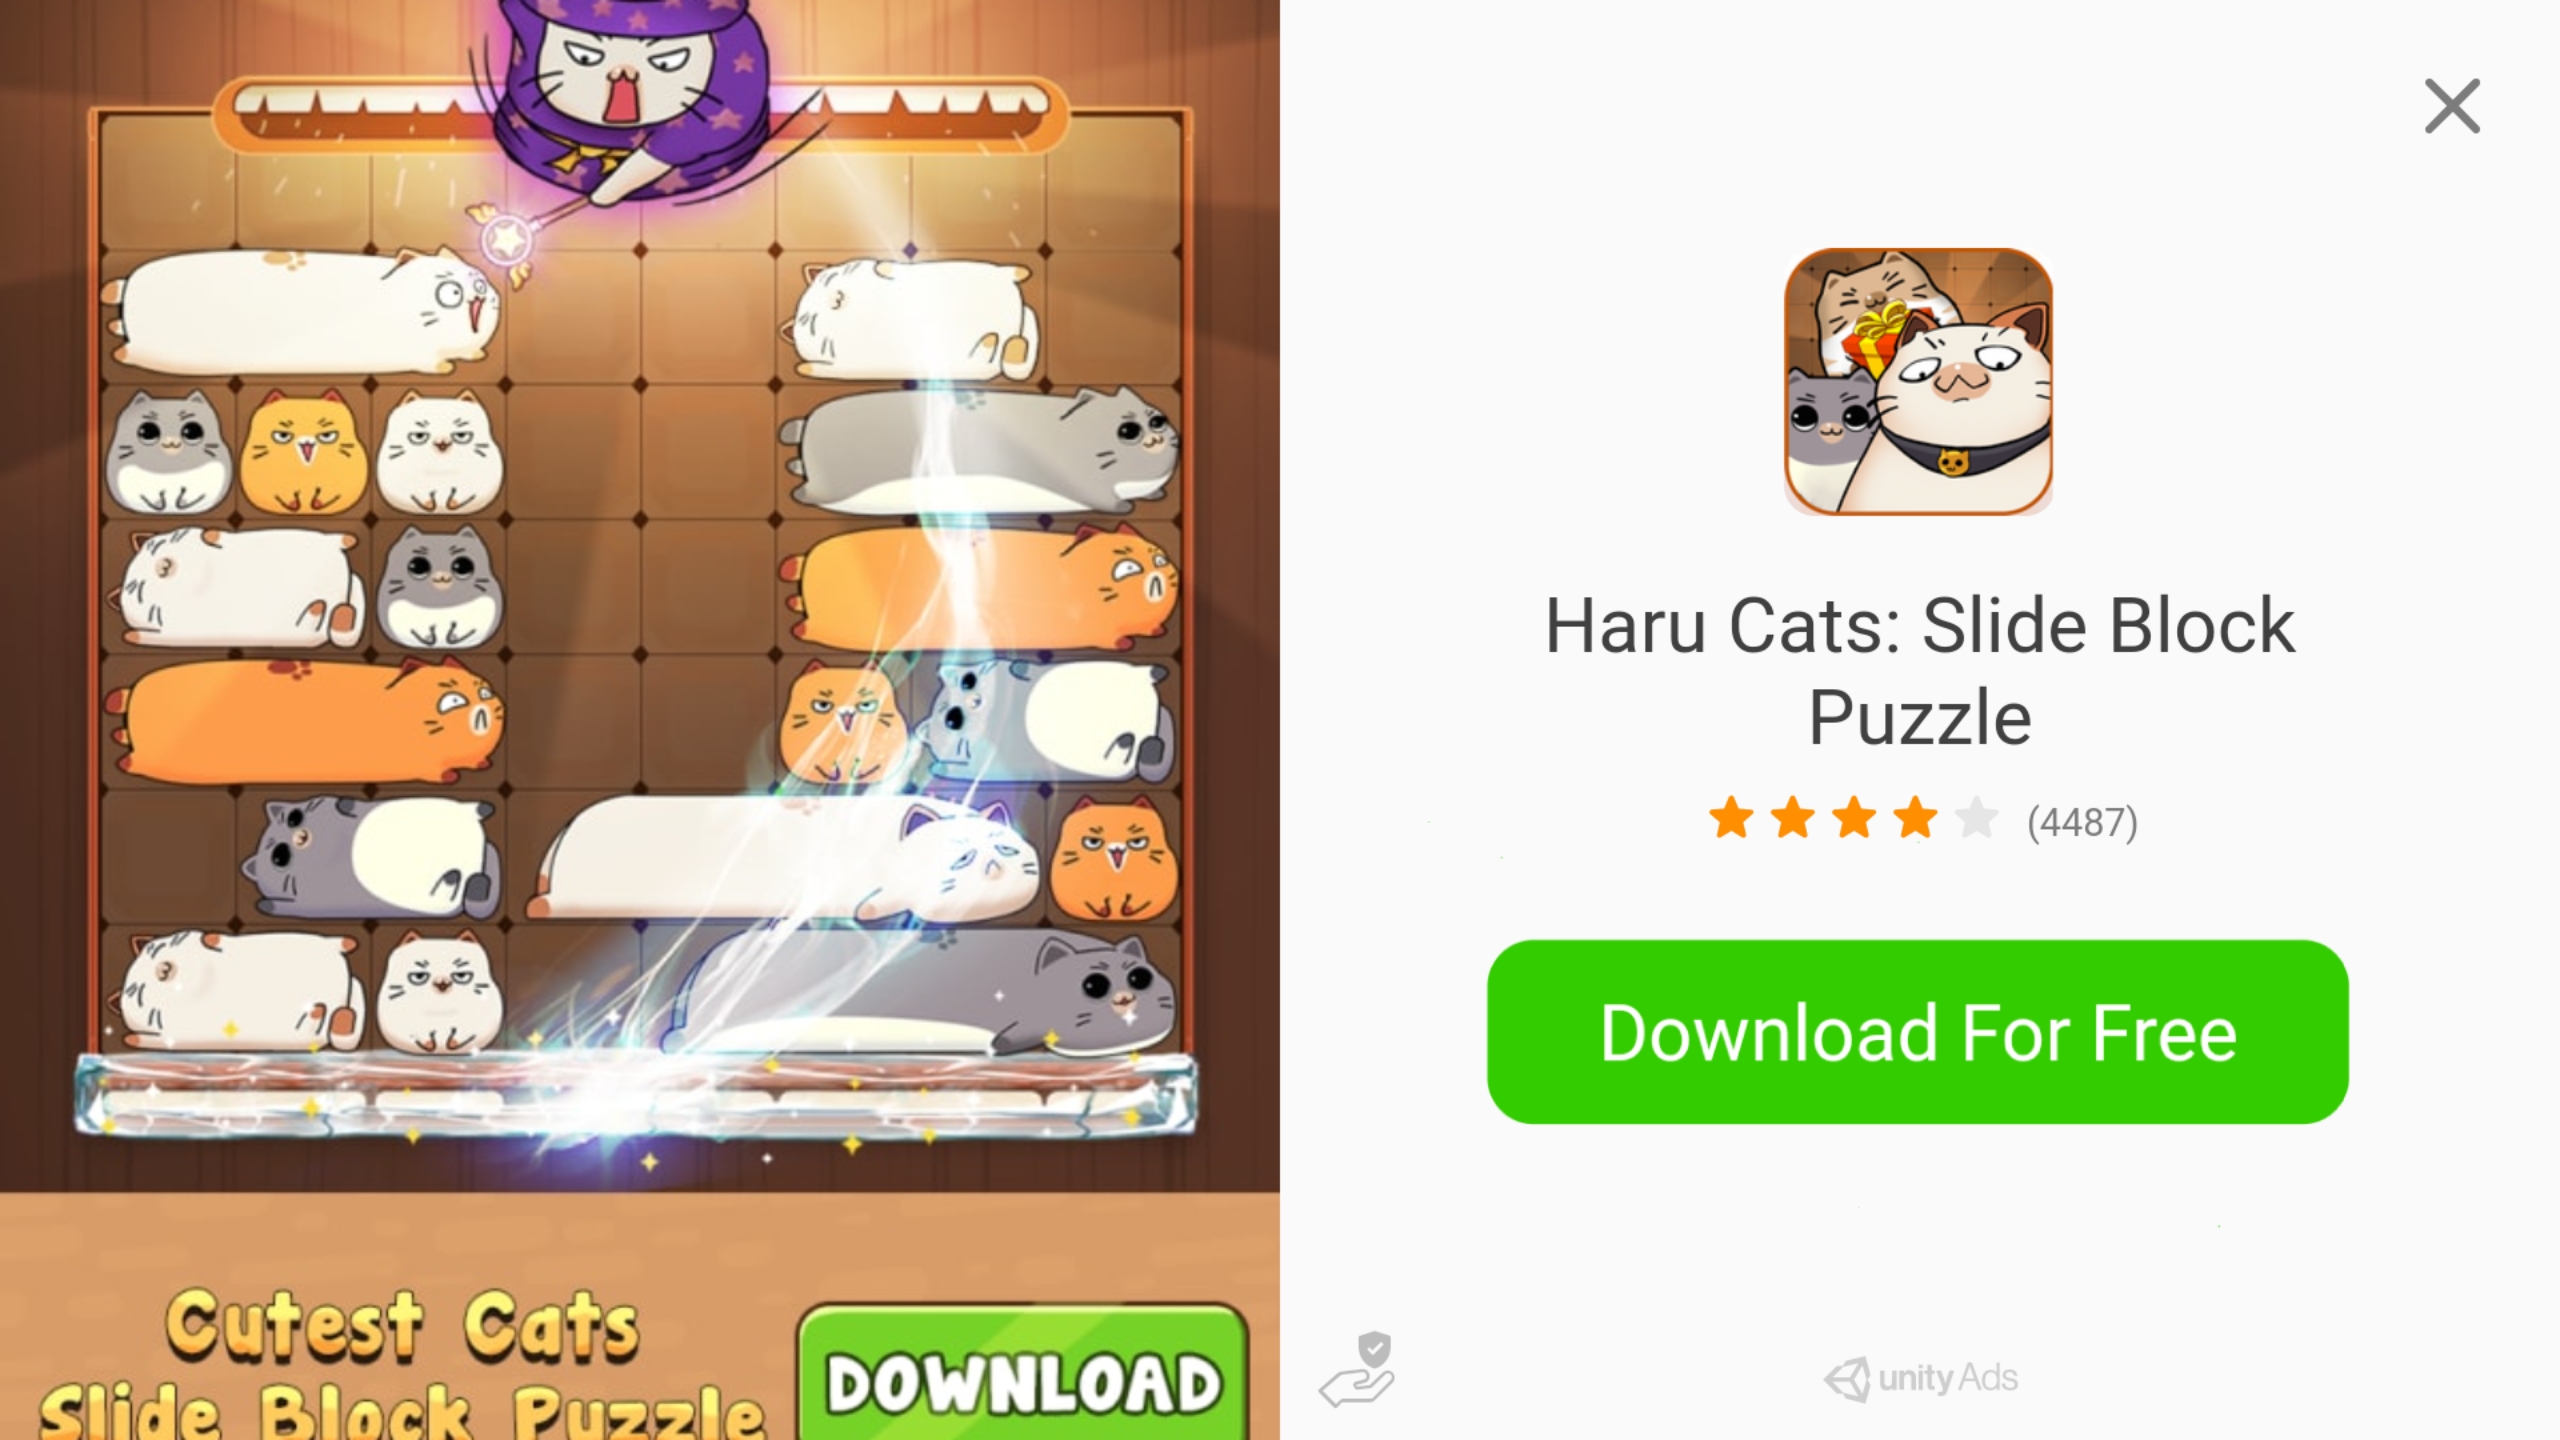 Cutest Cats
Slide Block Puzzle
DOWNLOAD
Haru Cats: Slide Block
Puzzle
(4487)
Download For Free
unity Ads